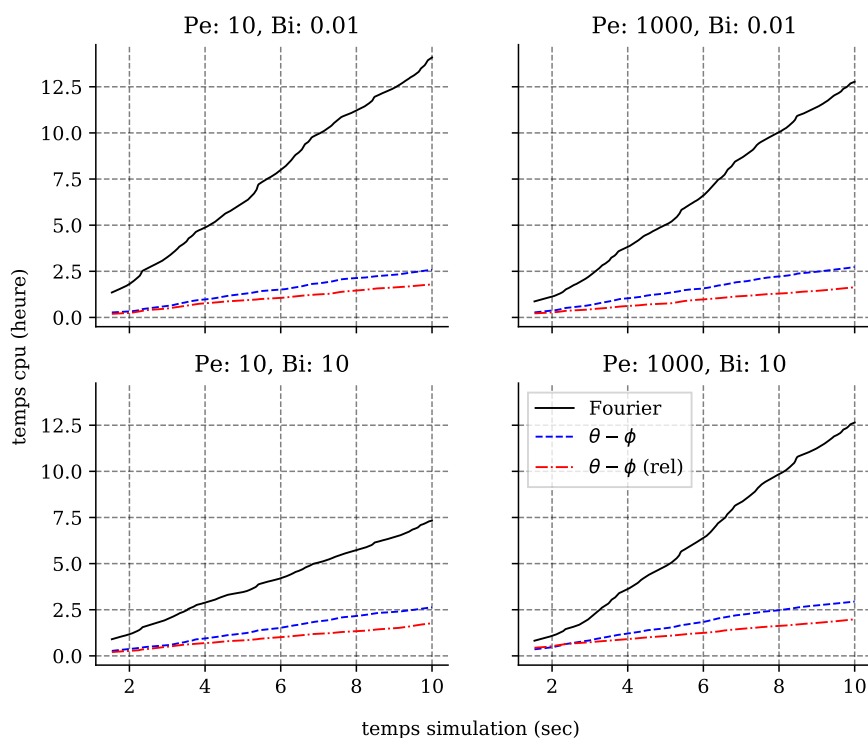 Pe: 10, Bi: 0.01
Pe: 1000, Bi: 0.01
12.5
10.0
7.5
5.0
2.5
0.0
Pe: 10, Bi: 10
Pe: 1000, Bi: 10
12.5
10.0
7.5
5.0
2.5
0.0
Fourier
θ − ϕ
θ − ϕ (rel)
2 4 6 8 10
2 4 6 8 10
temps cpu (heure)
temps simulation (sec)